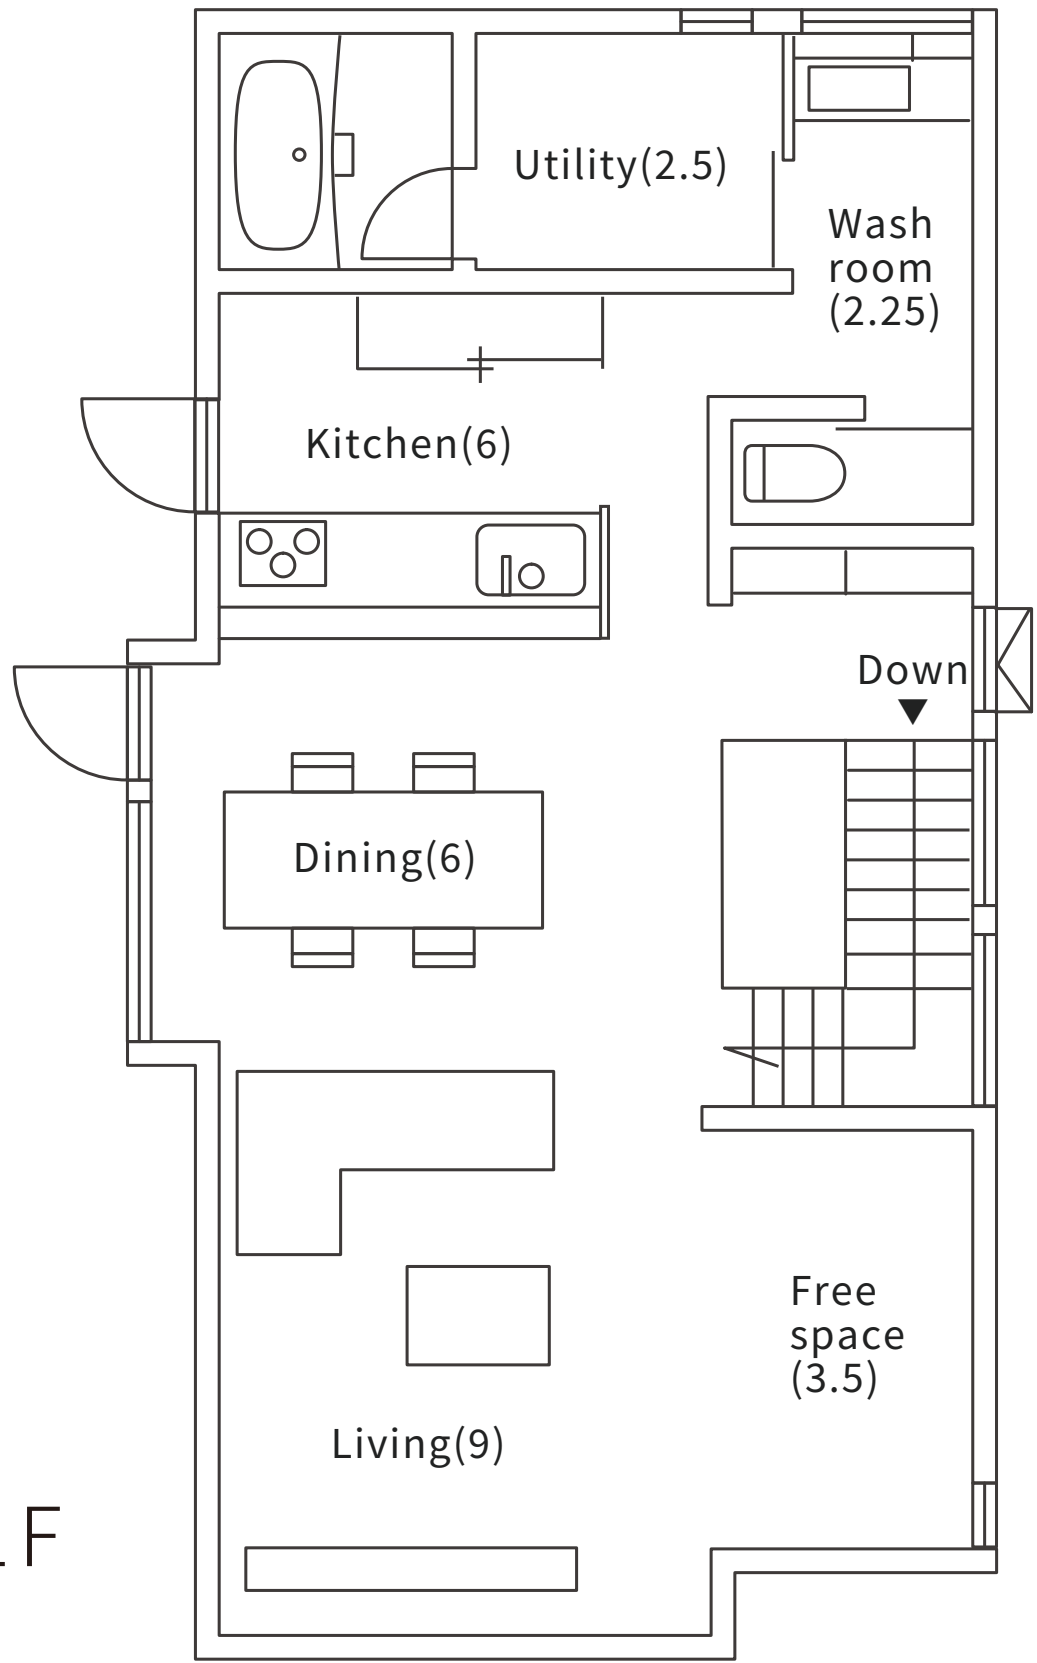 Utility(2.5)
Wash
room
(2.25)
Kitchen(6)
Down
Dining(6)
Free
space
(3.5)
Living(9)
F